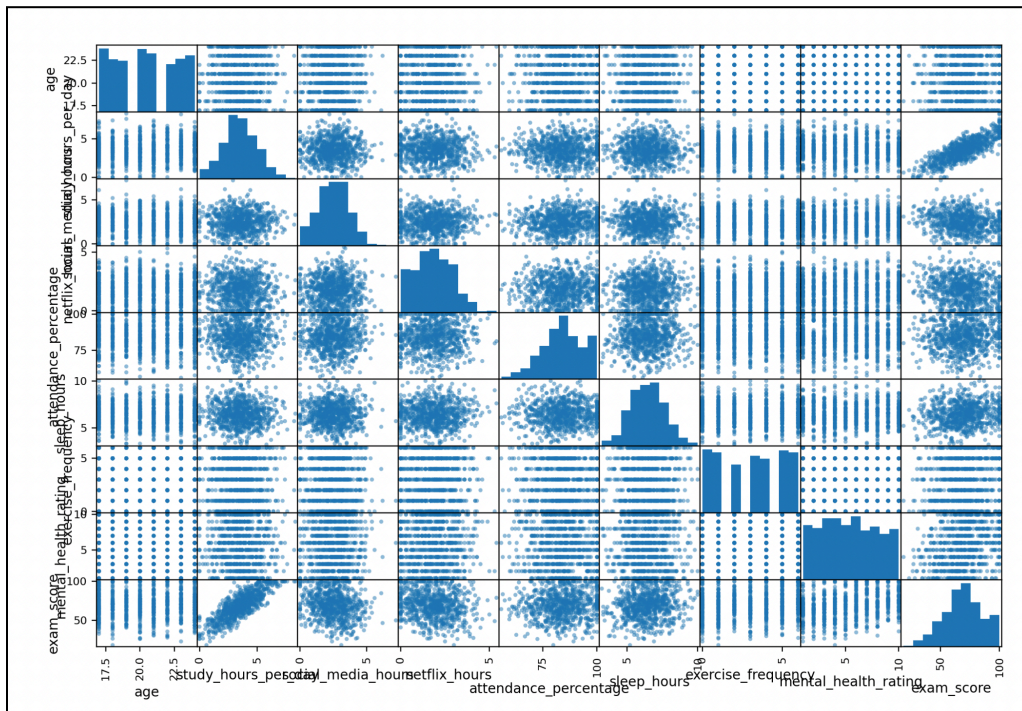 age
22.5
20.0
17.5
study_hours_per_day
5
0
social_media_hours
5
0
netflix_hours
5
0
attendance_percentage
100
75
sleep_hours
10
5
exercise_frequency
5
mental_health_rating
10
5
exam_score
100
50
17.5 20.0 22.5 0 5 0 5 0 5 75 100 5 10 0 5 5 10 50 100
age study_hours_per_day social_media_hours netflix_hours attendance_percentage sleep_hours exercise_frequency mental_health_rating exam_score